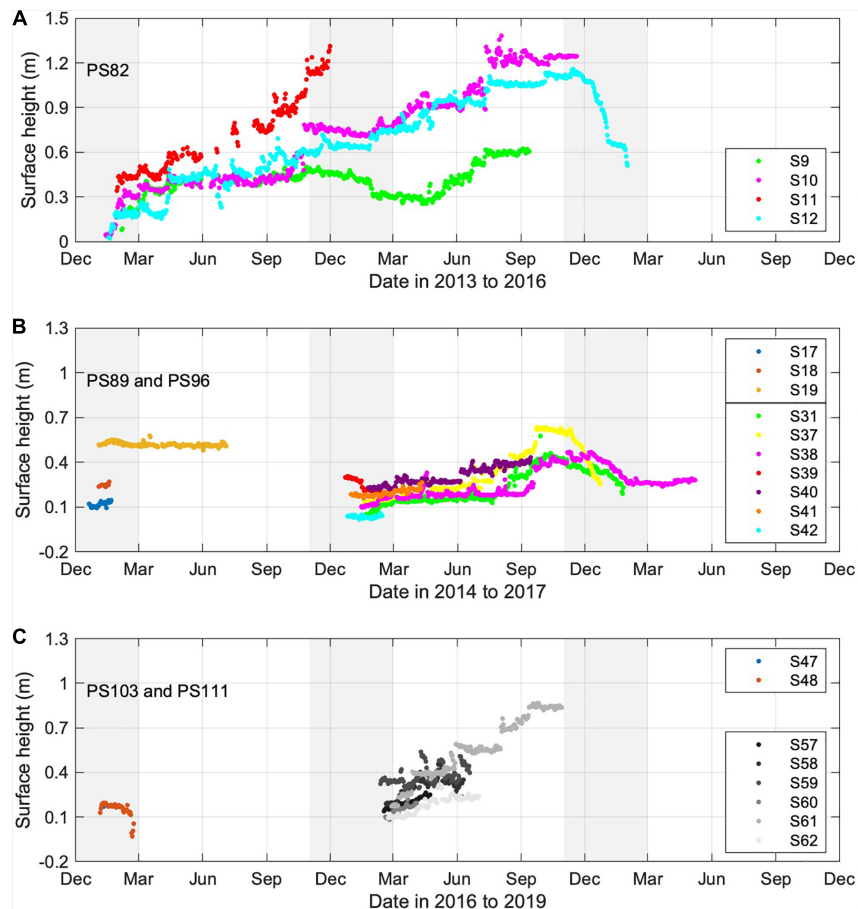 A
1.5
1.2
0.9
0.6
0.3
0
Surface height (m)
PS82
S9
S10
S11
S12
Dec Mar Jun Sep Dec Mar Jun Sep Dec Mar Jun Sep Dec
Date in 2013 to 2016
B
1.3
1
0.7
0.4
0.1
-0.2
Surface height (m)
PS89 and PS96
S17
S18
S19
S31
S37
S38
S39
S40
S41
S42
Dec Mar Jun Sep Dec Mar Jun Sep Dec Mar Jun Sep Dec
Date in 2014 to 2017
C
1.3
1
0.7
0.4
0.1
-0.2
Surface height (m)
PS103 and PS111
S47
S48
S57
S58
S59
S60
S61
S62
Dec Mar Jun Sep Dec Mar Jun Sep Dec Mar Jun Sep Dec
Date in 2016 to 2019